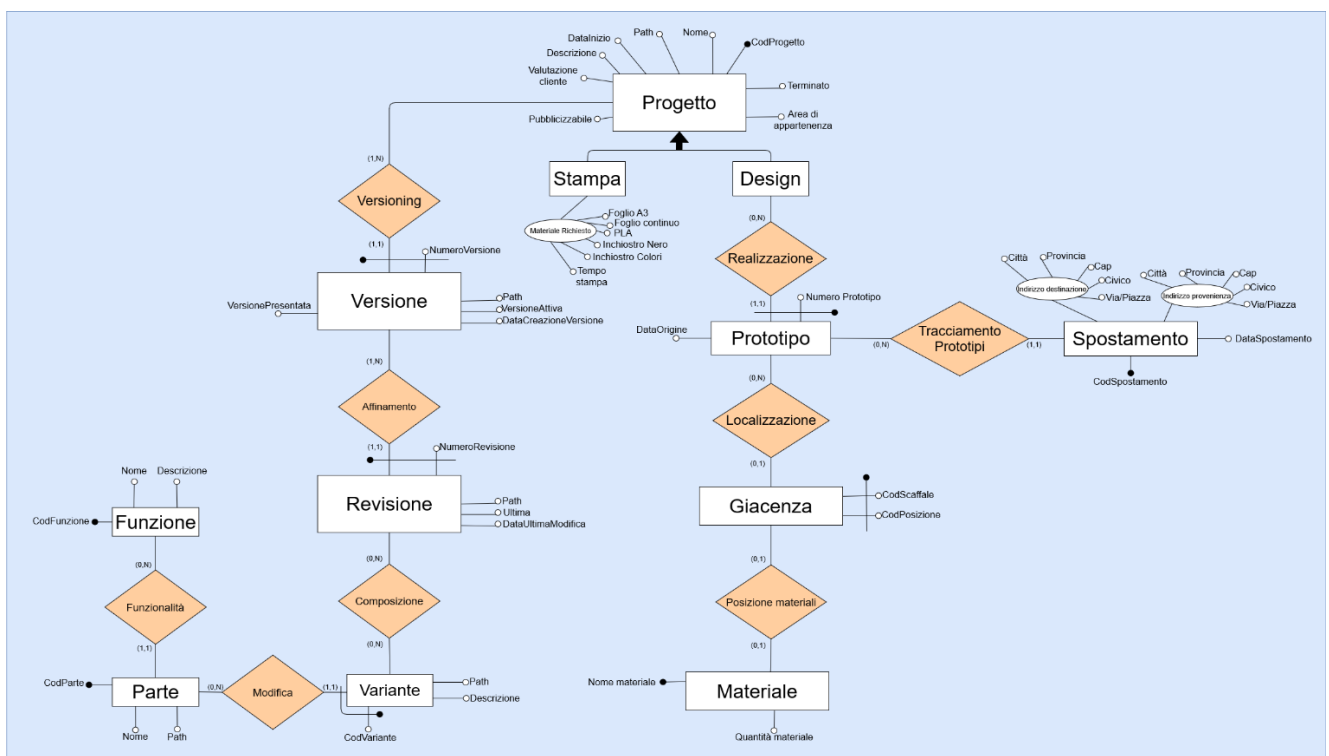 Path
Nome
DataInizio
CodProgetto
Descrizione
Valutazione
cliente
Terminato
Progetto
Area di
appartenenza
Pubblicizzabile
(1,N)
Stampa
Design
Versioning
Foglio A3
Foglio continuo
PLA
Materiale Richiesto
Inchiostro Nero
Inchiostro Colori
Tempo
stampa
(0,N)
Realizzazione
(1,1)
NumeroVersione
(1,1)
Numero Prototipo
Città
Provincia
Cap
Civico
Via/Piazza
Indirizzo destinazione
Città
Provincia
Cap
Civico
Via/Piazza
Indirizzo provenienza
VersionePresentata
Versione
Path
VersioneAttiva
DataCreazioneVersione
DataOrigine
Prototipo
(0,N)
Tracciamento
Prototipi
(1,1)
Spostamento
DataSpostamento
CodSpostamento
(1,N)
(0,N)
Affinamento
Localizzazione
(1,1)
NumeroRevisione
(0,1)
Nome
Descrizione
CodFunzione
Funzione
Revisione
Path
Ultima
DataUltimaModifica
Giacenza
CodScaffale
CodPosizione
(0,N)
(0,N)
(0,1)
Funzionalità
Composizione
Posizione materiali
(1,1)
(0,N)
(0,1)
CodParte
Parte
(0,N)
Modifica
(1,1)
Variante
Path
Descrizione
Nome materiale
Materiale
Nome
Path
CodVariante
Quantità materiale